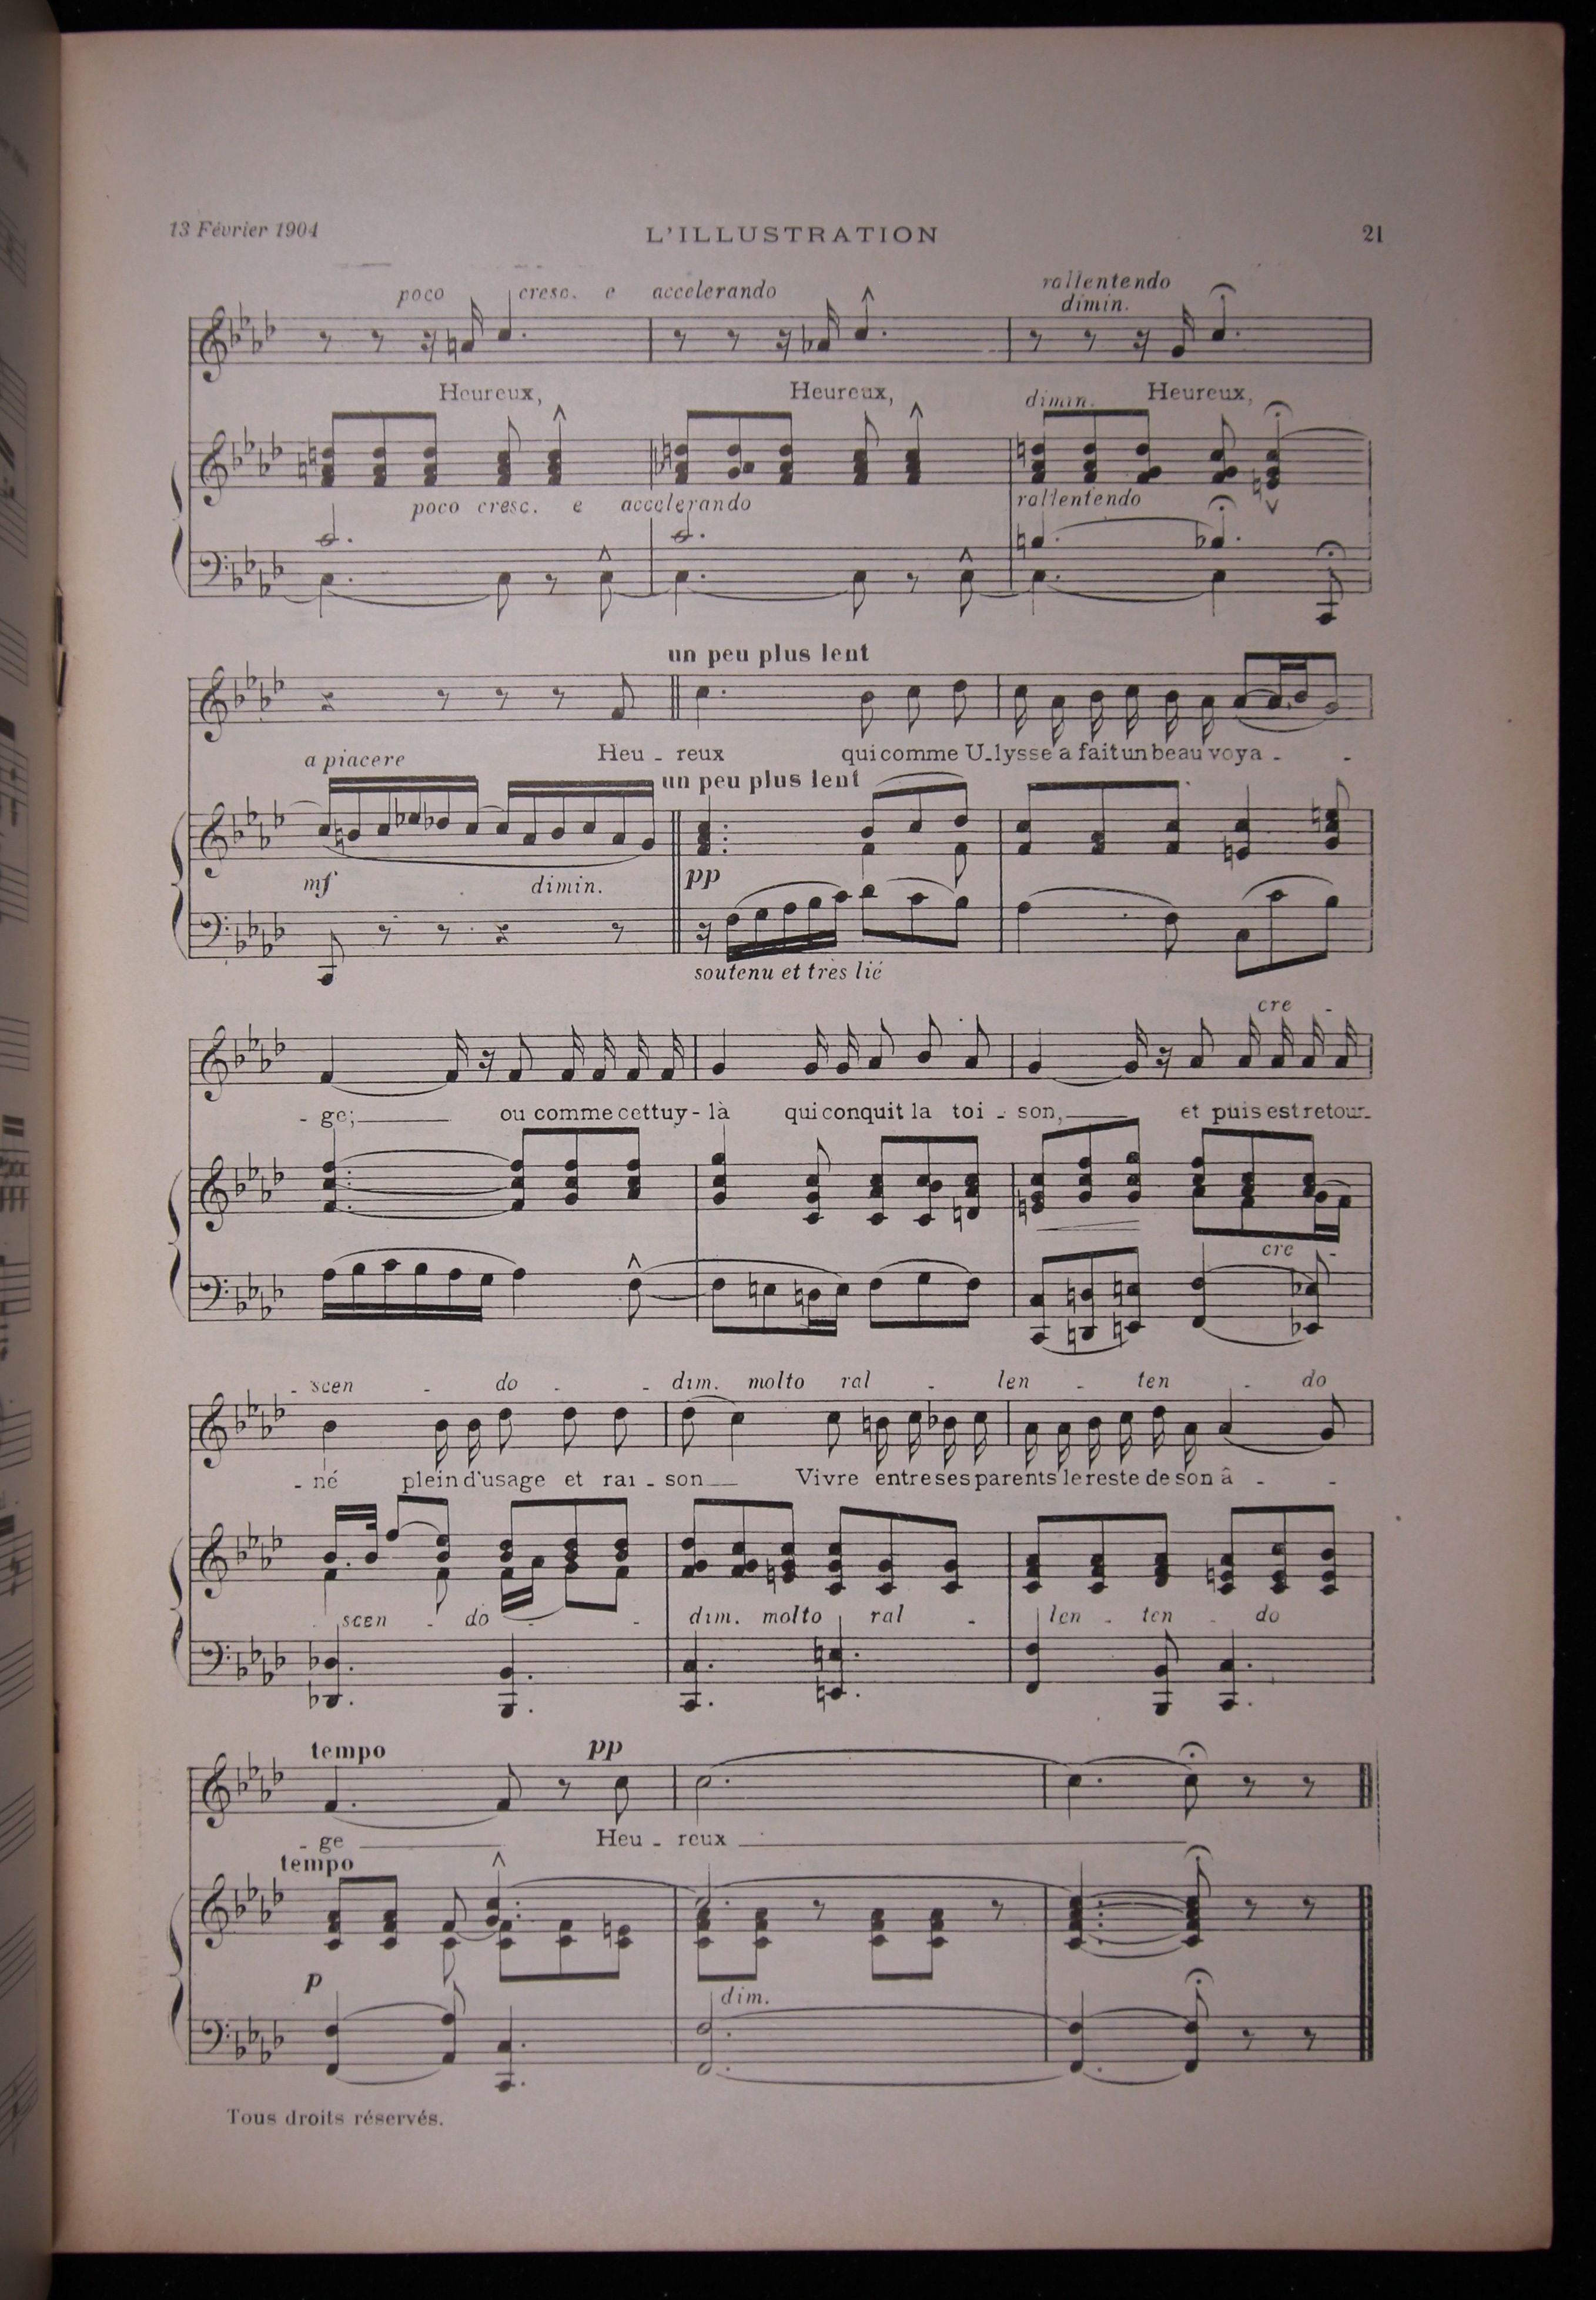 13 Février 1904 L'ILLUSTRATION 21
poco cresc. e accelerando rallentendo
dimin.
Heureux, Heureux, Heureux,
dimin.
poco cresc. e accelerando rallentendo
un peu plus lent
Heu - reux qui comme U-lysse a fait un beau voya - -
a piacere un peu plus lent
mf dimin. pp
soutenu et très lié
cre -
- ge; ou comme cettuy - là qui conquit la toi - son, et puis est retour-
cre -
- scen - do - - dim. molto ral - len - ten - do
- né plein d'usage et rai - son Vivre entre ses parents le reste de son â - -
scen - do - - dim. molto ral - len - ten - do
tempo pp
- ge Heu - reux
tempo
p dim.
Tous droits réservés.